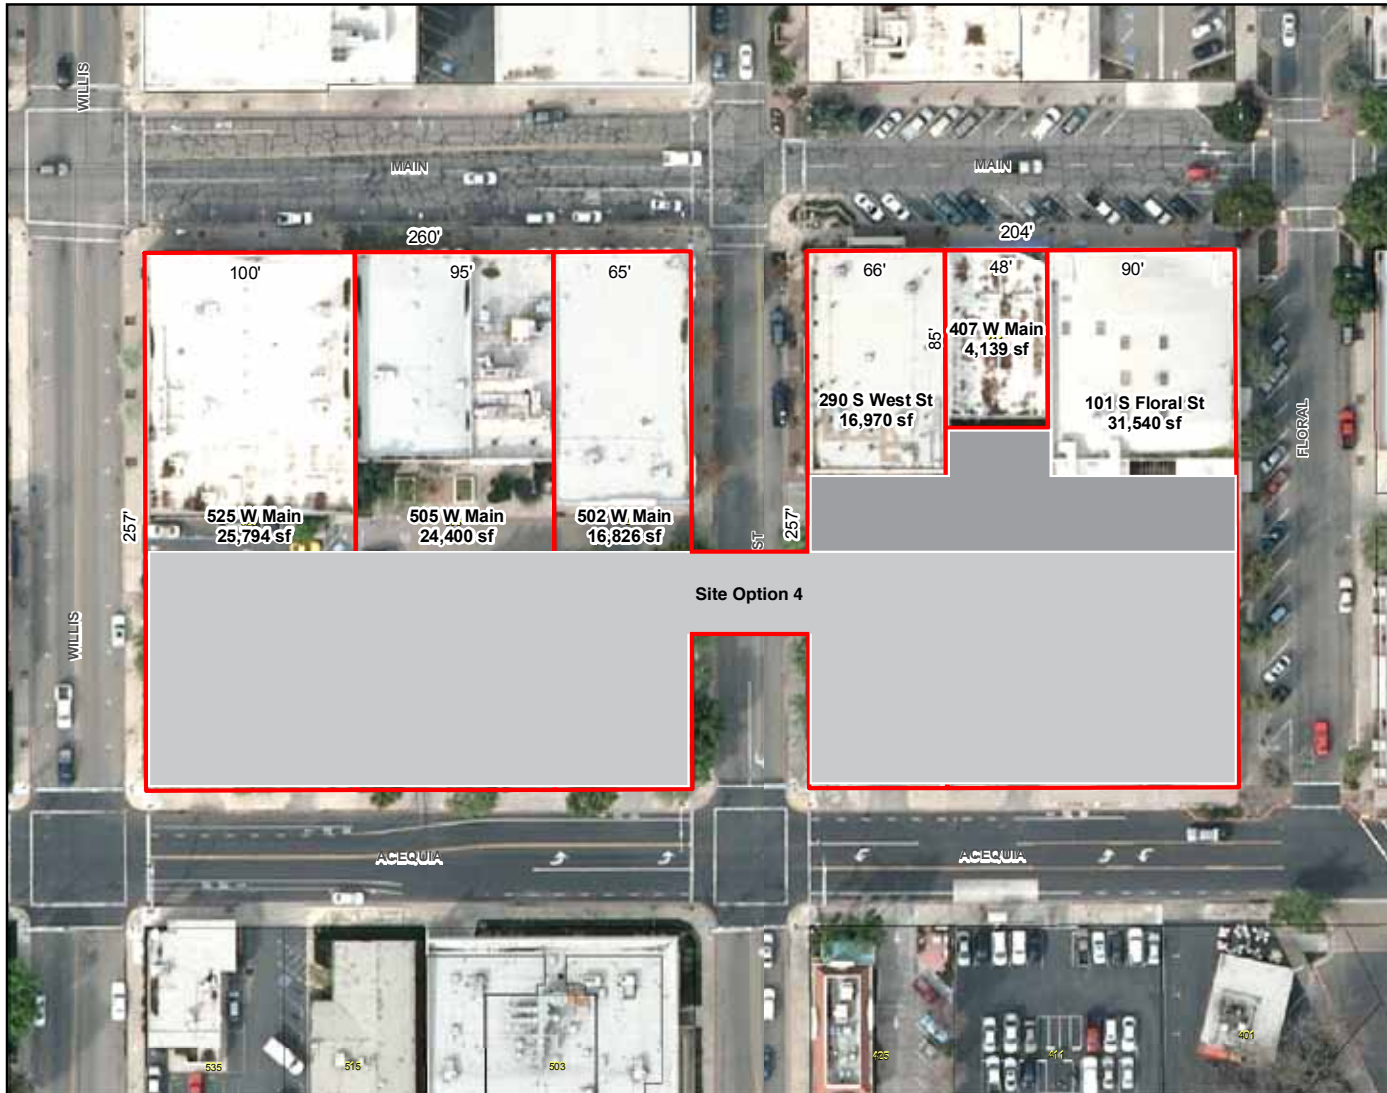 WILLIS
MAIN
MAIN
260'
204'
100'
95'
65'
66'
48'
90'
85'
407 W Main
4,139 sf
290 S West St
16,970 sf
101 S Floral St
31,540 sf
FLORAL
525 W Main
25,794 sf
505 W Main
24,400 sf
502 W Main
16,826 sf
257'
257'
ST
Site Option 4
WILLIS
ACEQUIA
ACEQUIA
535
515
503
425
411
401